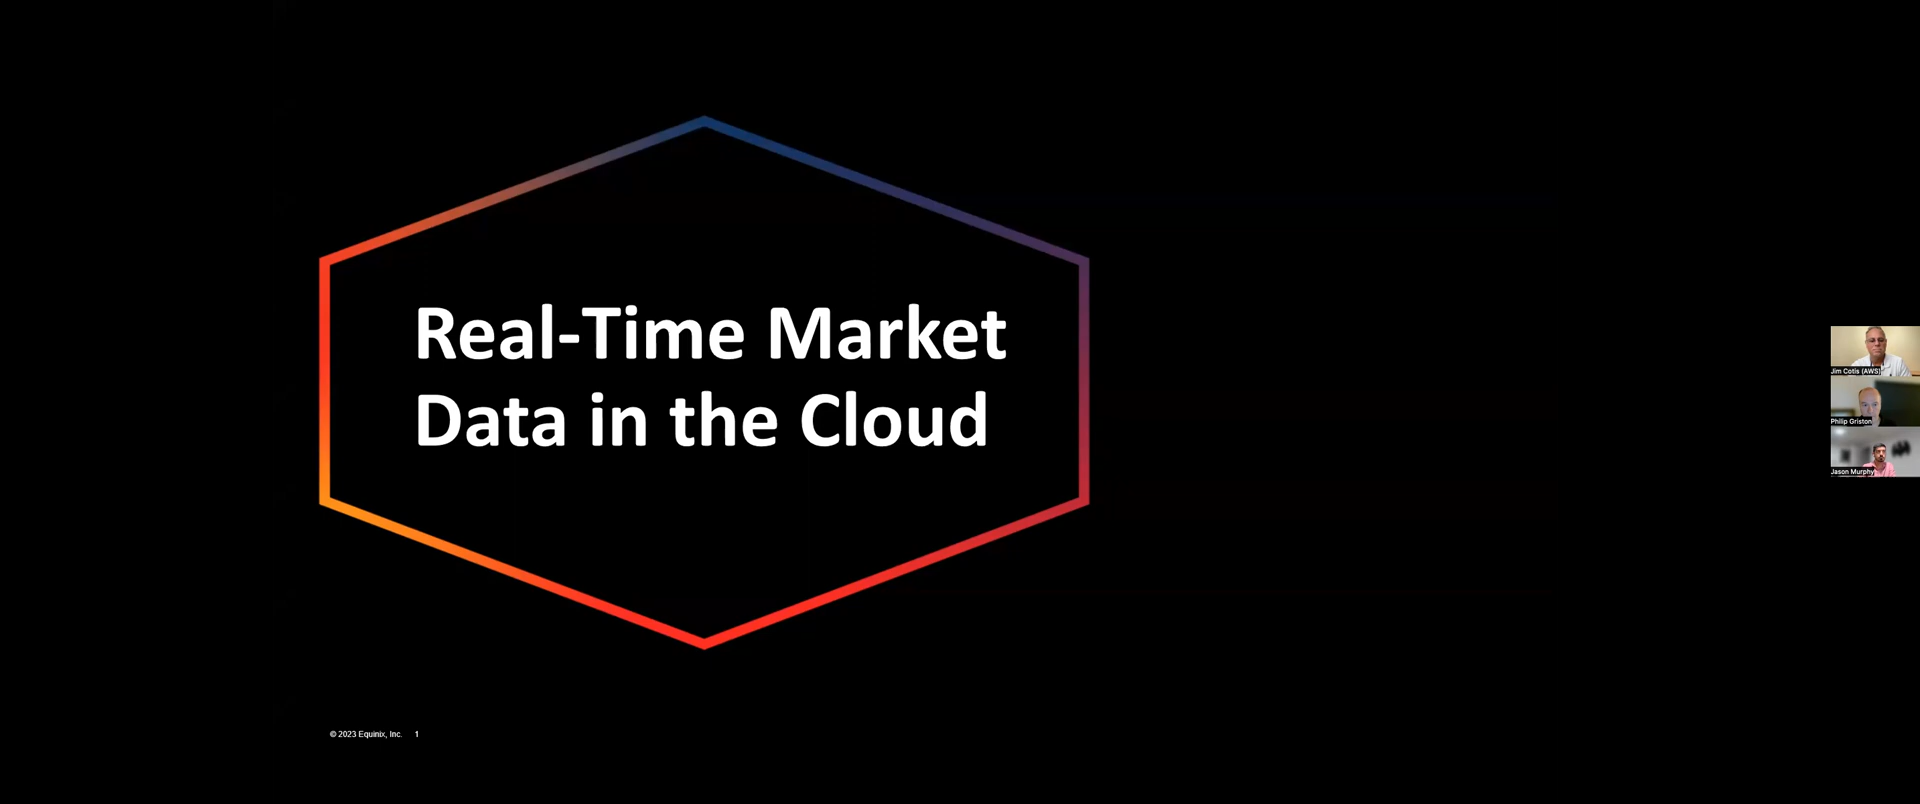 Real-Time Market
Data in the Cloud
Jim Cotis (AWS)
Philip Griston
Jason Murphy
© 2023 Equinix, Inc. 1